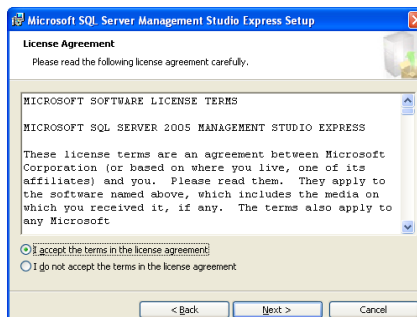 Microsoft SQL Server Management Studio Express Setup
License Agreement
Please read the following license agreement carefully.
MICROSOFT SOFTWARE LICENSE TERMS
MICROSOFT SQL SERVER 2005 MANAGEMENT STUDIO EXPRESS
These license terms are an agreement between Microsoft
Corporation (or based on where you live, one of its
affiliates) and you.  Please read them.  They apply to
the software named above, which includes the media on
which you received it, if any.  The terms also apply to
any Microsoft
I accept the terms in the license agreement
I do not accept the terms in the license agreement
< Back
Next >
Cancel